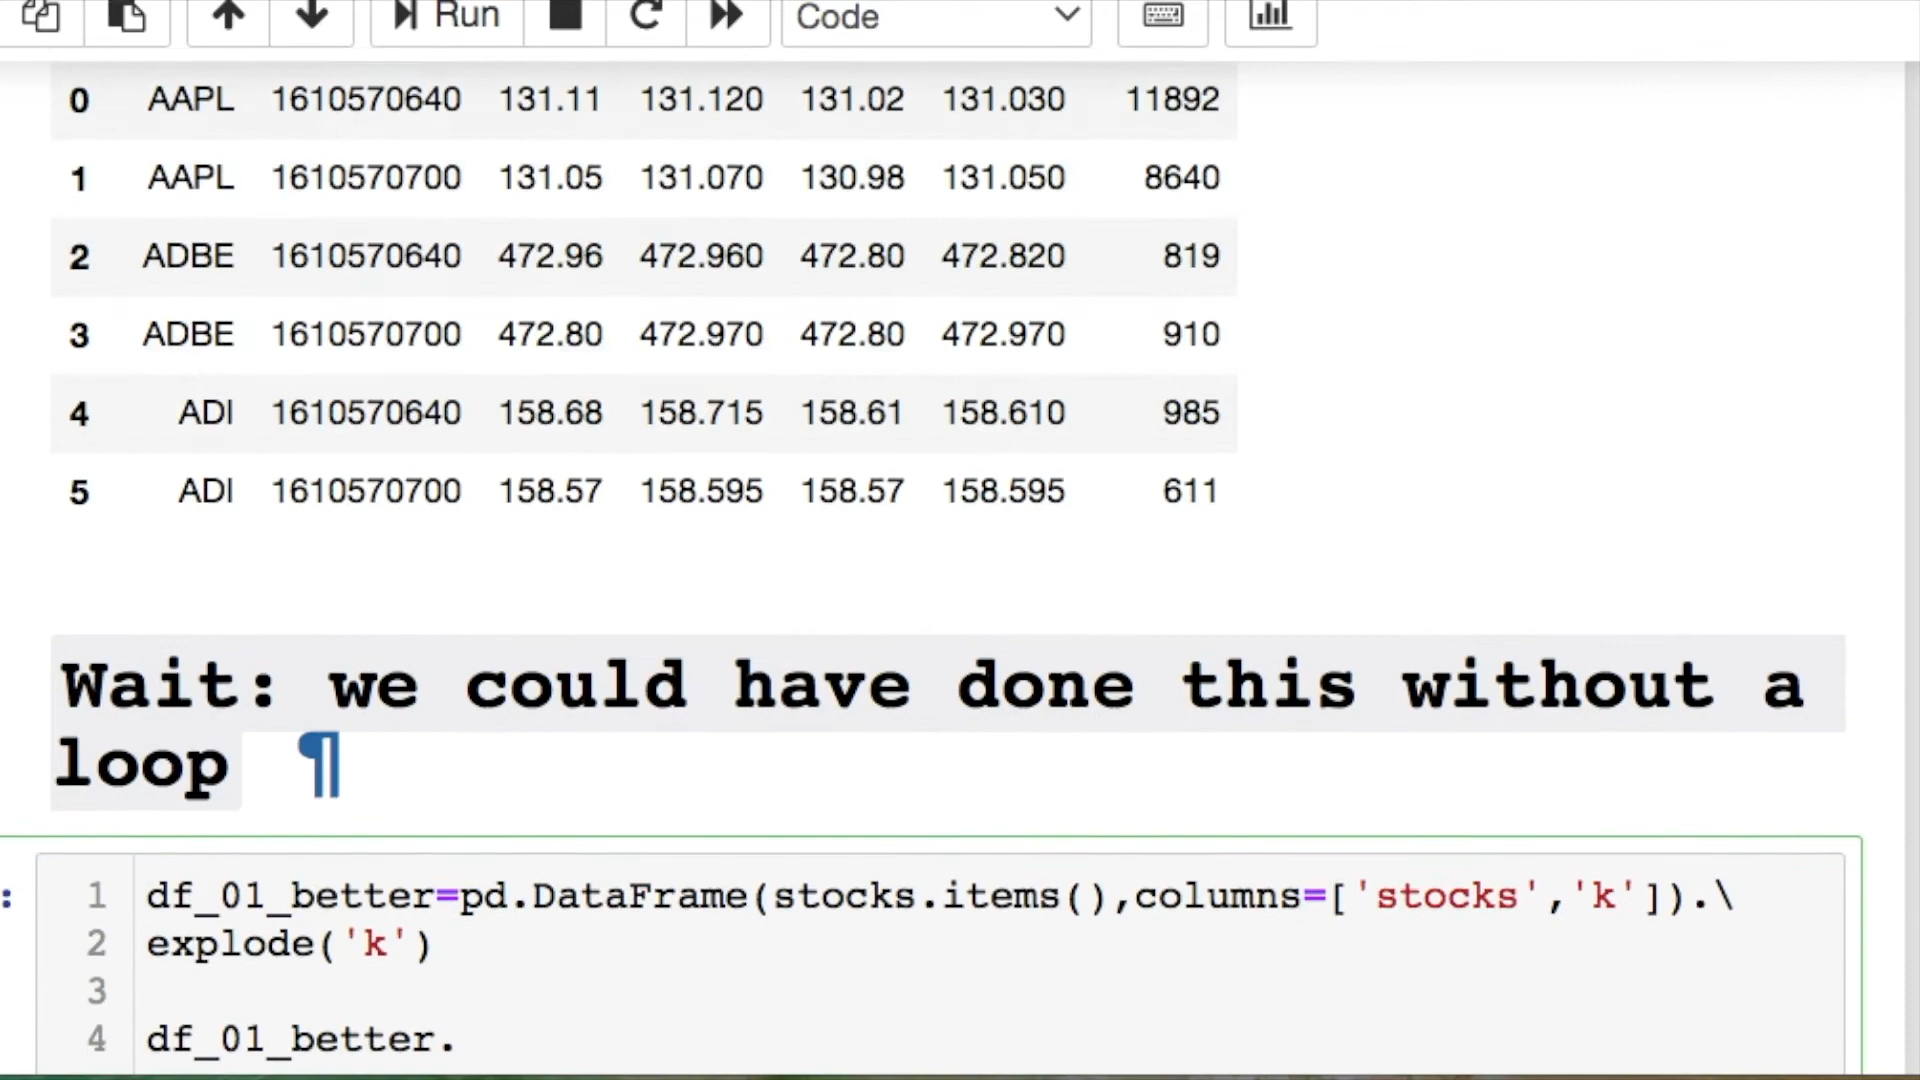 Run Code
0 AAPL 1610570640 131.11 131.120 131.02 131.030 11892
1 AAPL 1610570700 131.05 131.070 130.98 131.050 8640
2 ADBE 1610570640 472.96 472.960 472.80 472.820 819
3 ADBE 1610570700 472.80 472.970 472.80 472.970 910
4 ADI 1610570640 158.68 158.715 158.61 158.610 985
5 ADI 1610570700 158.57 158.595 158.57 158.595 611
Wait: we could have done this without a
loop ¶
: 1 df_01_better=pd.DataFrame(stocks.items(),columns=['stocks','k']).\
2 explode('k')
3
4 df_01_better.